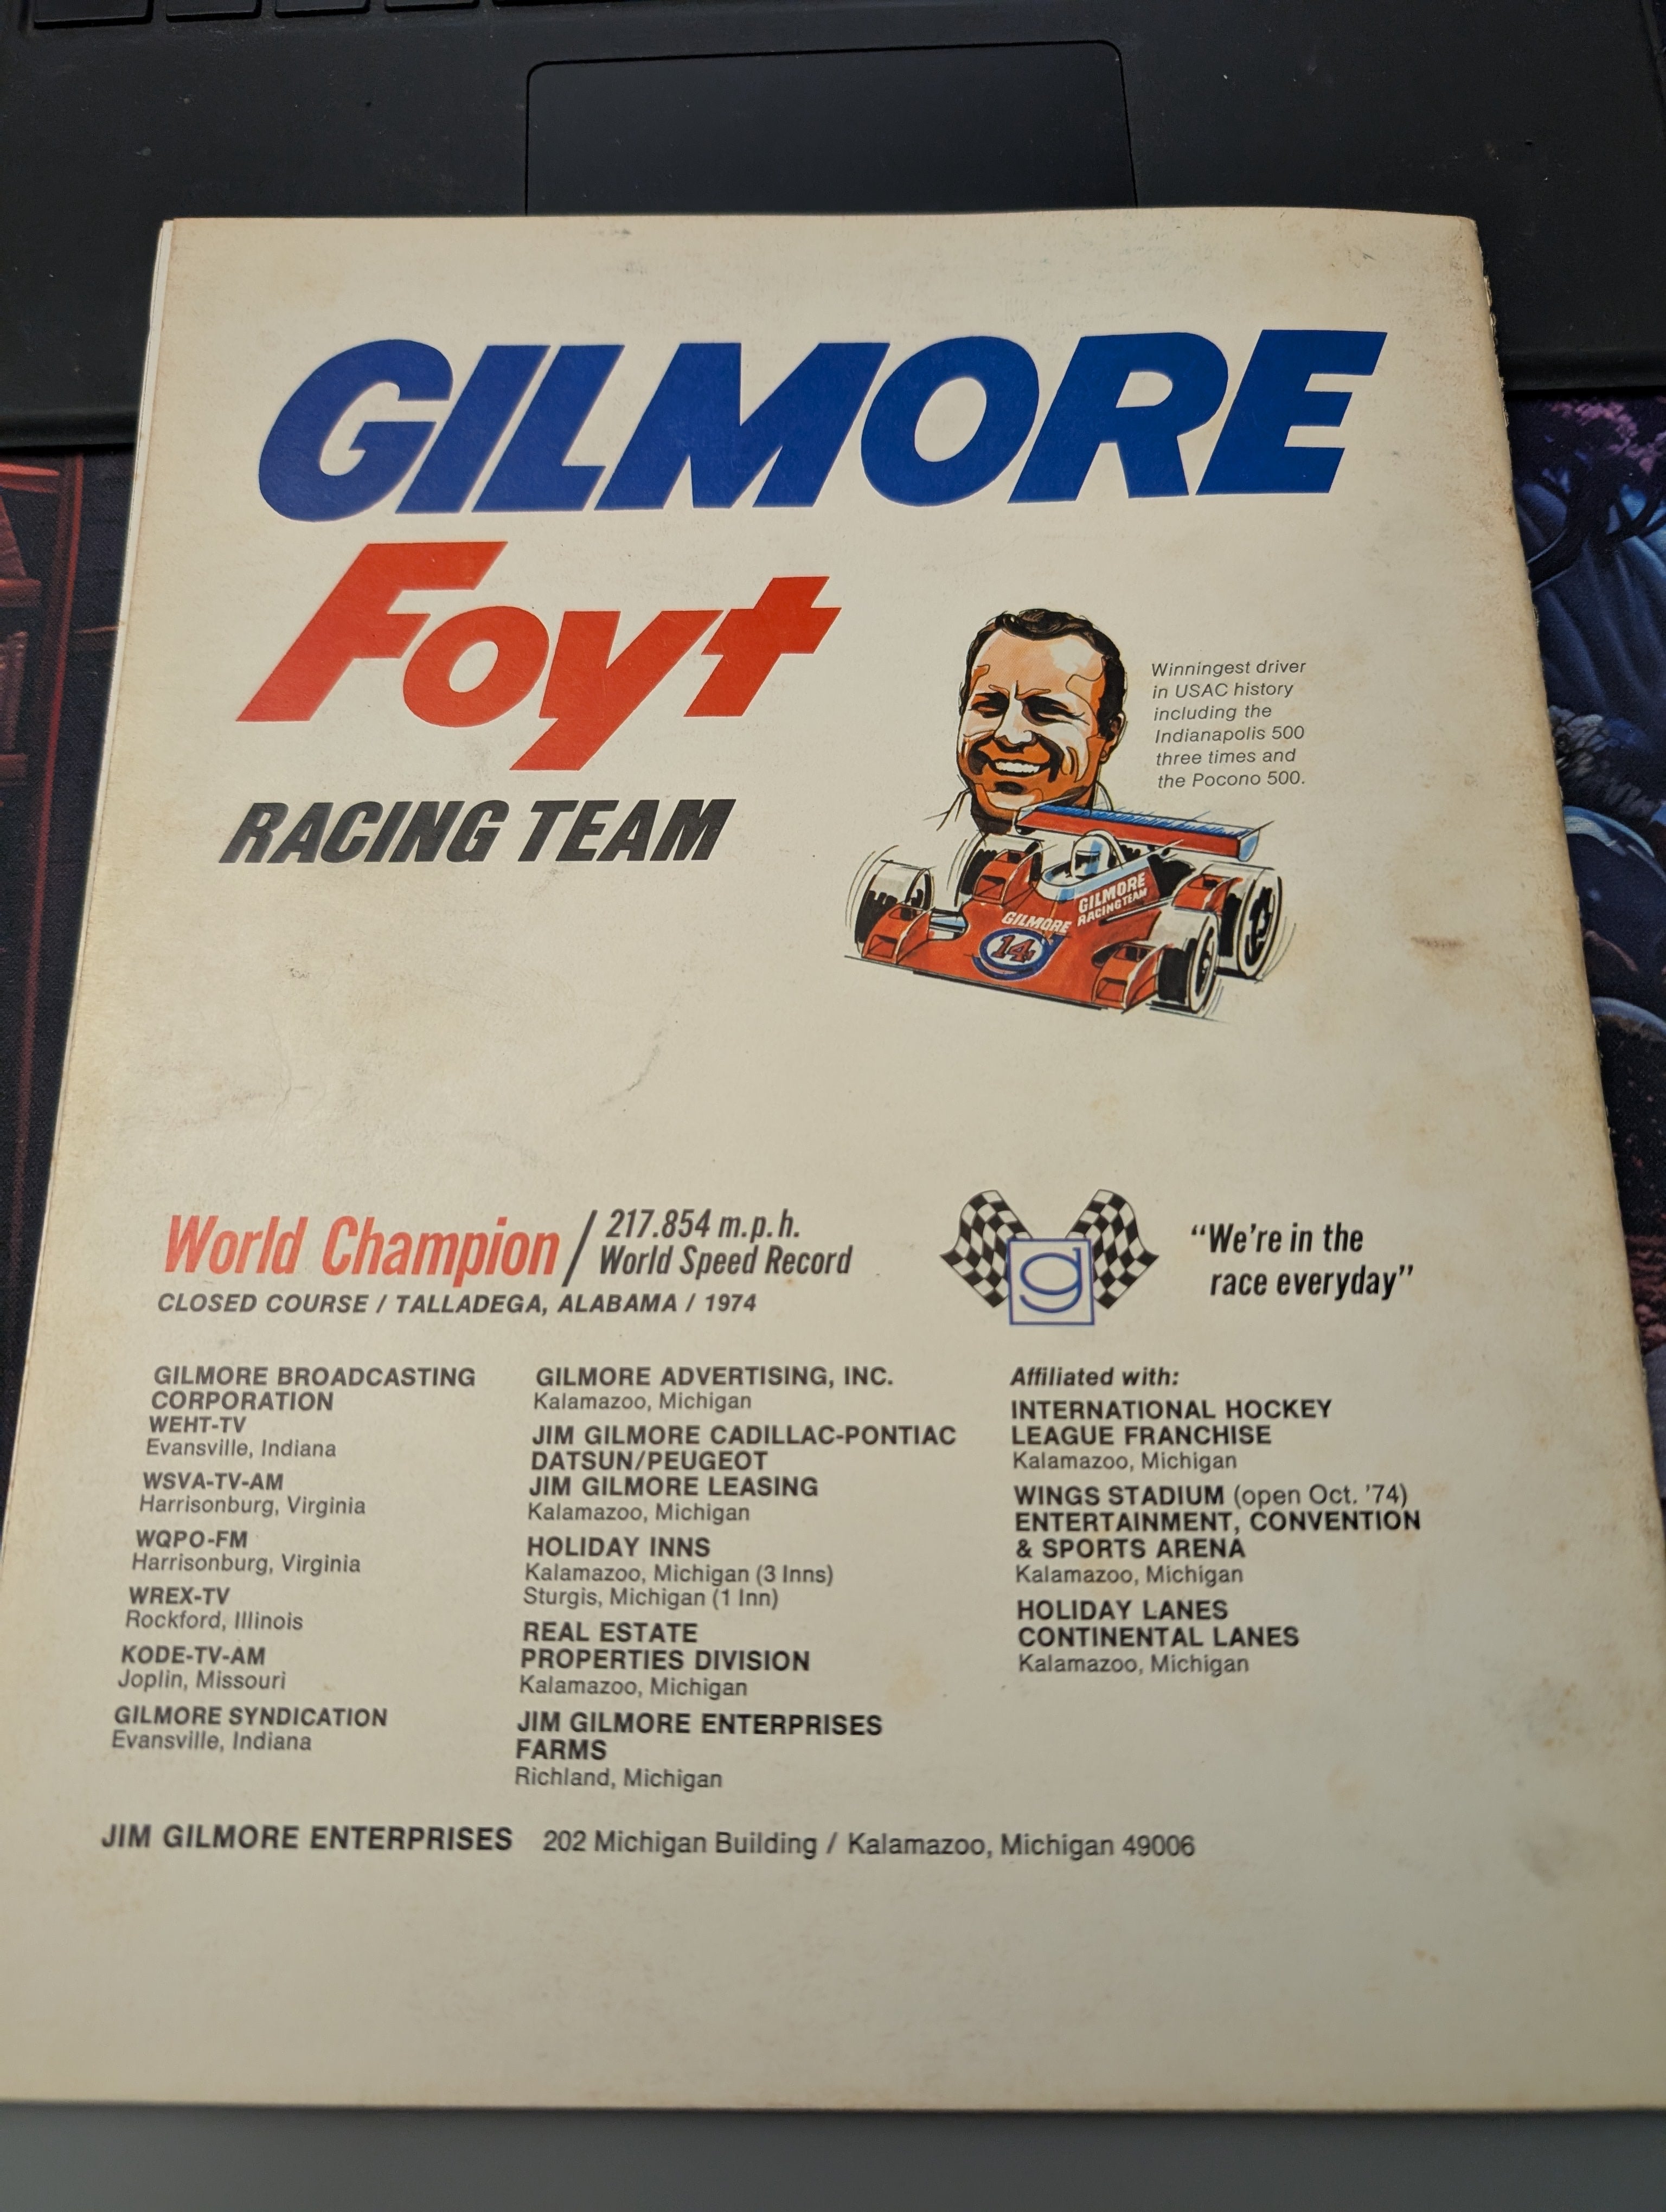 GILMORE
Foyt
RACING TEAM
Winningest driver
in USAC history
including the
Indianapolis 500
three times and
the Pocono 500.
GILMORE
RACING TEAM
GILMORE
14
World Champion / 217.854 m.p.h.
World Speed Record
CLOSED COURSE / TALLADEGA, ALABAMA / 1974
g
“We’re in the
race everyday”
GILMORE BROADCASTING
CORPORATION
WEHT-TV
Evansville, Indiana
WSVA-TV-AM
Harrisonburg, Virginia
WQPO-FM
Harrisonburg, Virginia
WREX-TV
Rockford, Illinois
KODE-TV-AM
Joplin, Missouri
GILMORE SYNDICATION
Evansville, Indiana
GILMORE ADVERTISING, INC.
Kalamazoo, Michigan
JIM GILMORE CADILLAC-PONTIAC
DATSUN/PEUGEOT
JIM GILMORE LEASING
Kalamazoo, Michigan
HOLIDAY INNS
Kalamazoo, Michigan (3 Inns)
Sturgis, Michigan (1 Inn)
REAL ESTATE
PROPERTIES DIVISION
Kalamazoo, Michigan
JIM GILMORE ENTERPRISES
FARMS
Richland, Michigan
Affiliated with:
INTERNATIONAL HOCKEY
LEAGUE FRANCHISE
Kalamazoo, Michigan
WINGS STADIUM (open Oct. '74)
ENTERTAINMENT, CONVENTION
& SPORTS ARENA
Kalamazoo, Michigan
HOLIDAY LANES
CONTINENTAL LANES
Kalamazoo, Michigan
JIM GILMORE ENTERPRISES 202 Michigan Building / Kalamazoo, Michigan 49006